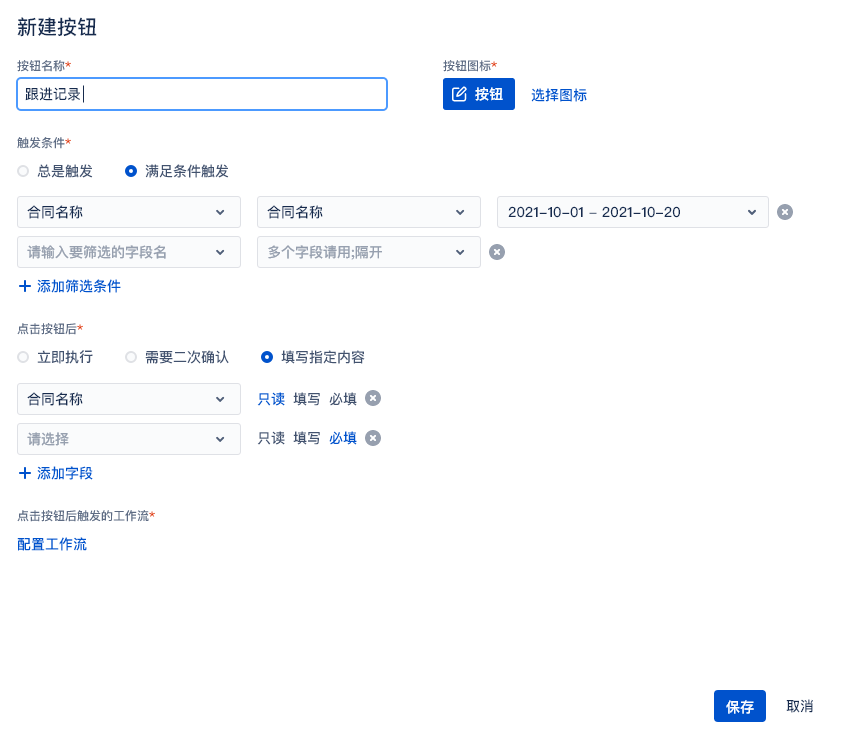 新建按钮
按钮名称* 按钮图标*
跟进记录 按钮 选择图标
触发条件*
总是触发 满足条件触发
合同名称 合同名称 2021-10-01 - 2021-10-20
请输入要筛选的字段名 多个字段请用;隔开
+ 添加筛选条件
点击按钮后*
立即执行 需要二次确认 填写指定内容
合同名称 只读 填写 必填
请选择 只读 填写 必填
+ 添加字段
点击按钮后触发的工作流*
配置工作流
保存 取消